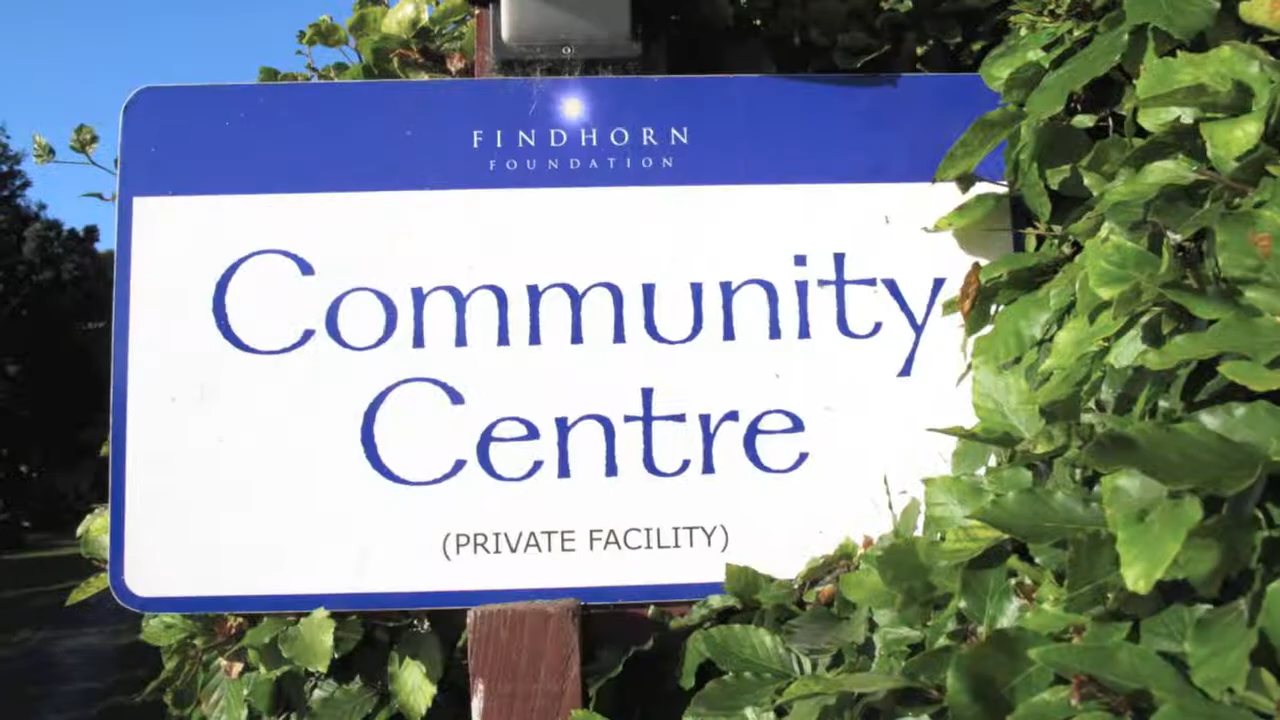 FINDHORN
FOUNDATION
Community
Centre
(PRIVATE FACILITY)